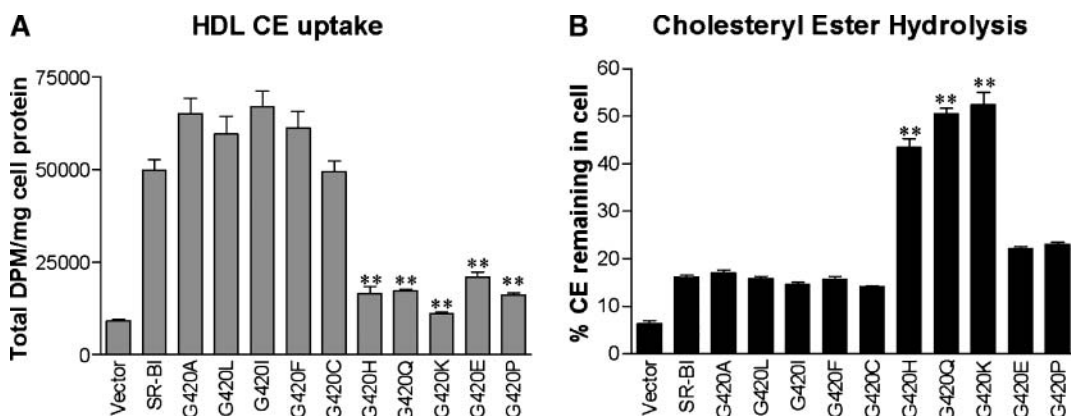 A HDL CE uptake
Total DPM/mg cell protein
75000
50000
25000
0
** ** ** ** **
Vector SR-BI G420A G420L G420I G420F G420C G420H G420Q G420K G420E G420P
B Cholesteryl Ester Hydrolysis
% CE remaining in cell
60
50
40
30
20
10
0
** ** **
Vector SR-BI G420A G420L G420I G420F G420C G420H G420Q G420K G420E G420P